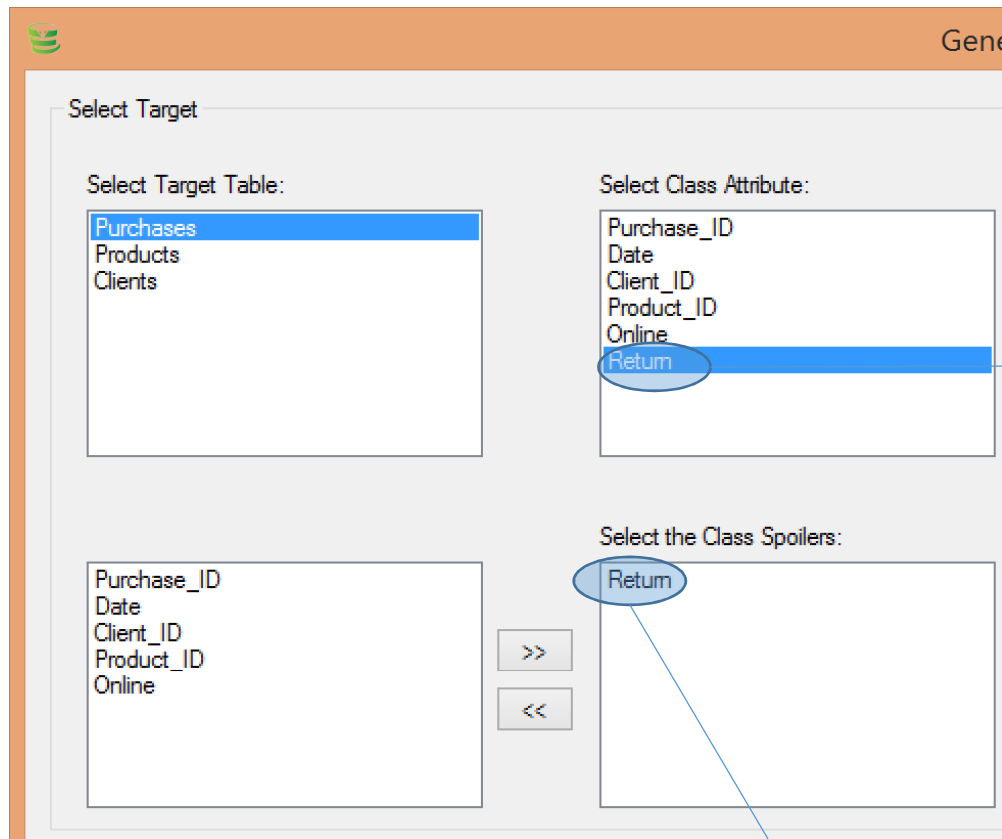 Gene
Select Target
Select Target Table:
Purchases
Products
Clients
Select Class Attribute:
Purchase_ID
Date
Client_ID
Product_ID
Online
Return
Purchase_ID
Date
Client_ID
Product_ID
Online
>>
<<
Select the Class Spoilers:
Return